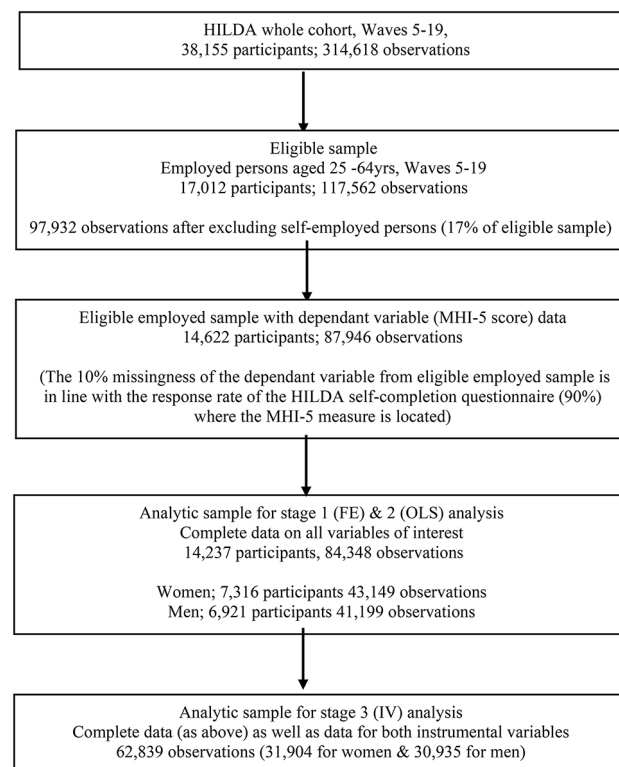 HILDA whole cohort, Waves 5-19,
38,155 participants; 314,618 observations
Eligible sample
Employed persons aged 25 -64yrs, Waves 5-19
17,012 participants; 117,562 observations
97,932 observations after excluding self-employed persons (17% of eligible sample)
Eligible employed sample with dependant variable (MHI-5 score) data
14,622 participants; 87,946 observations
(The 10% missingness of the dependant variable from eligible employed sample is
in line with the response rate of the HILDA self-completion questionnaire (90%)
where the MHI-5 measure is located)
Analytic sample for stage 1 (FE) & 2 (OLS) analysis
Complete data on all variables of interest
14,237 participants, 84,348 observations
Women; 7,316 participants 43,149 observations
Men; 6,921 participants 41,199 observations
Analytic sample for stage 3 (IV) analysis
Complete data (as above) as well as data for both instrumental variables
62,839 observations (31,904 for women & 30,935 for men)